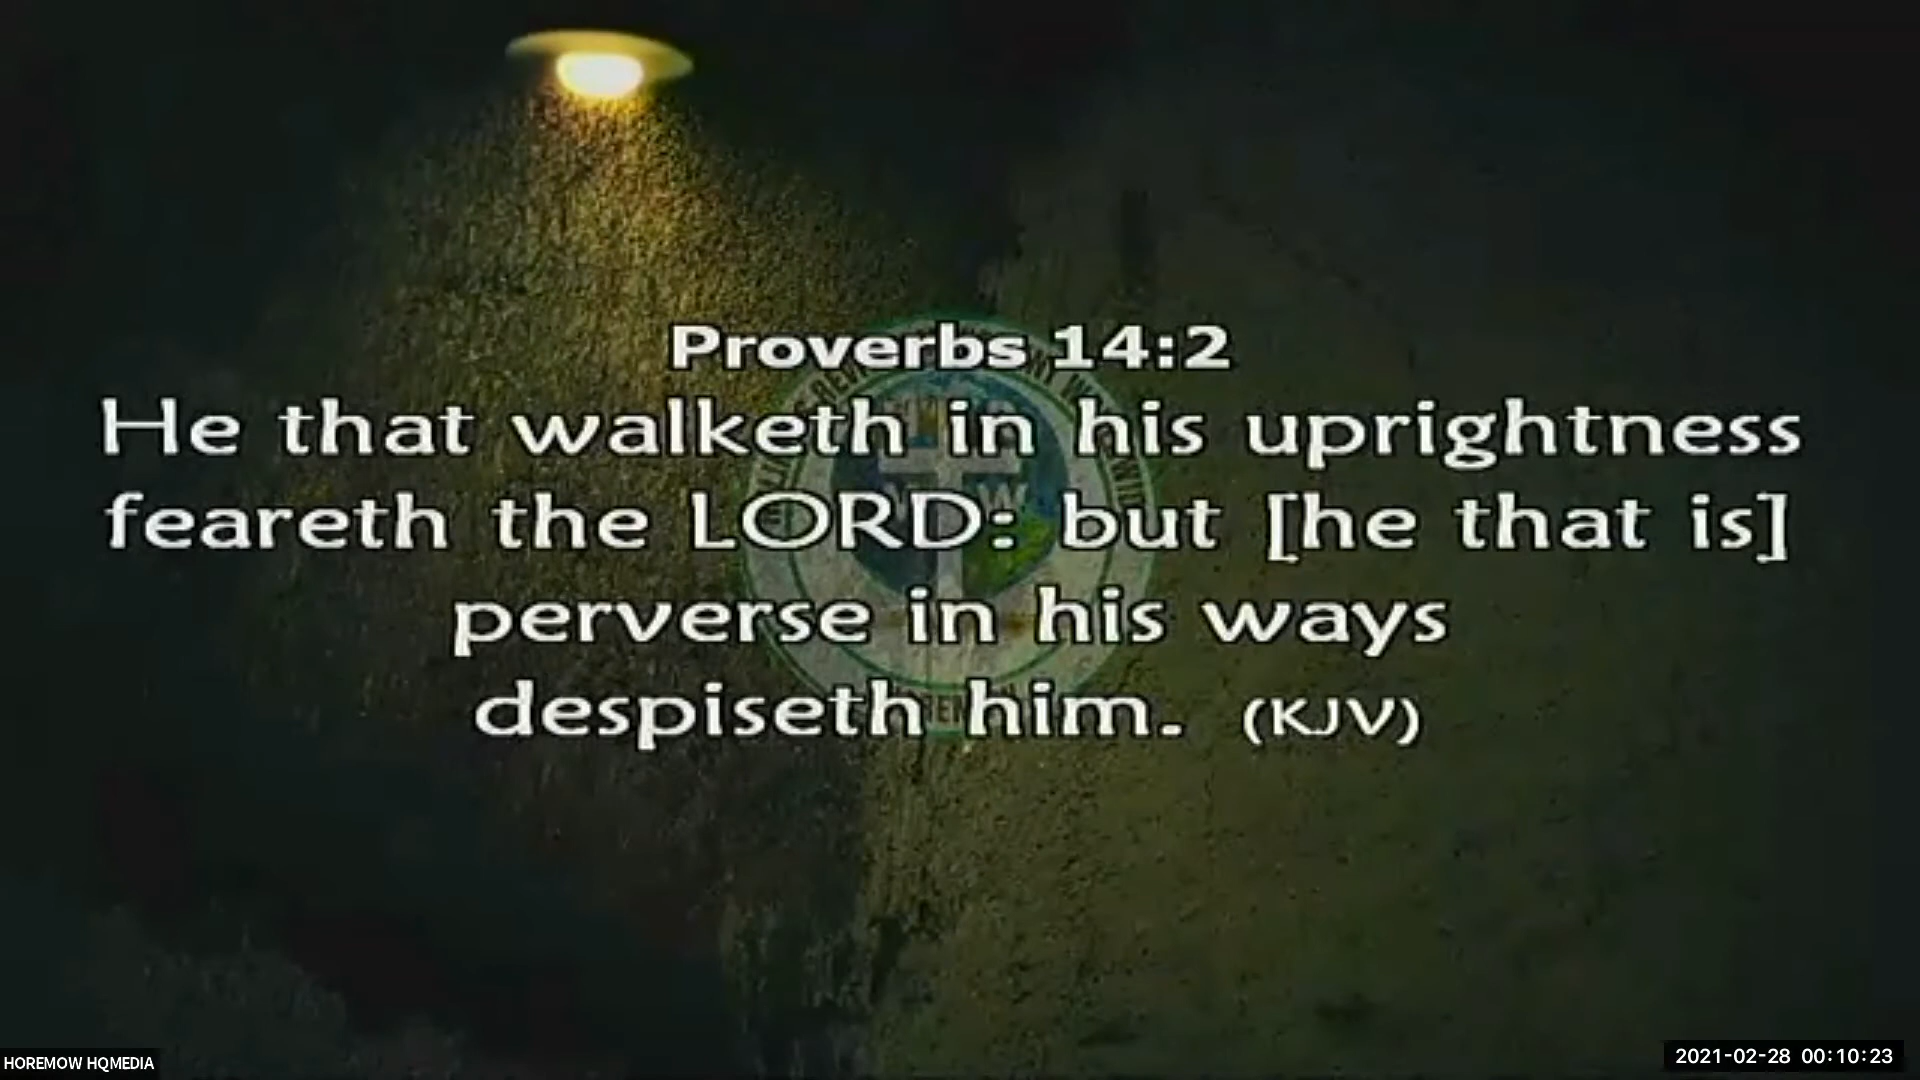 Proverbs 14:2
He that walketh in his uprightness
feareth the LORD: but [he that is]
perverse in his ways
despiseth him. (KJV)
HOREMOW HQMEDIA
2021-02-28 00:10:23